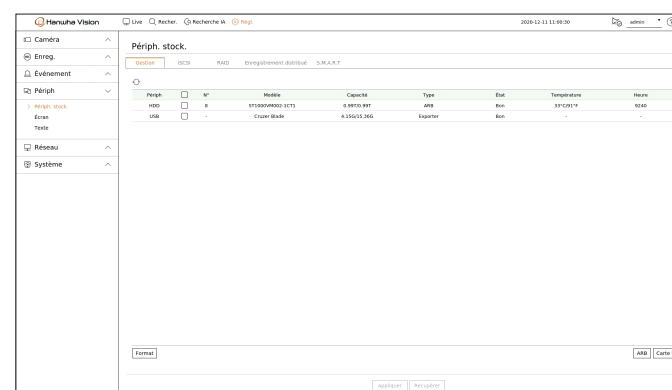 Hanwha Vision Live Recher. Recherche IA Régl. 2020-12-11 11:60:30 admin
Caméra
Enreg.
Événement
Périph
Périph. stock.
Écran
Texte
Réseau
Système
Périph. stock.
Gestion iSCSI RAID Enregistrement distribué S.M.A.R.T
Périph. N° Modèle Capacité Type État Température Heure
HDD 8 ST1000VM002-1CT1 0.99T/0.99T ARB Bon 33°C/91°F 9240
USB - Cruzer Blade 4.15G/15.36G Exporter Bon - -
Format ARB Carte
Appliquer Récupérer